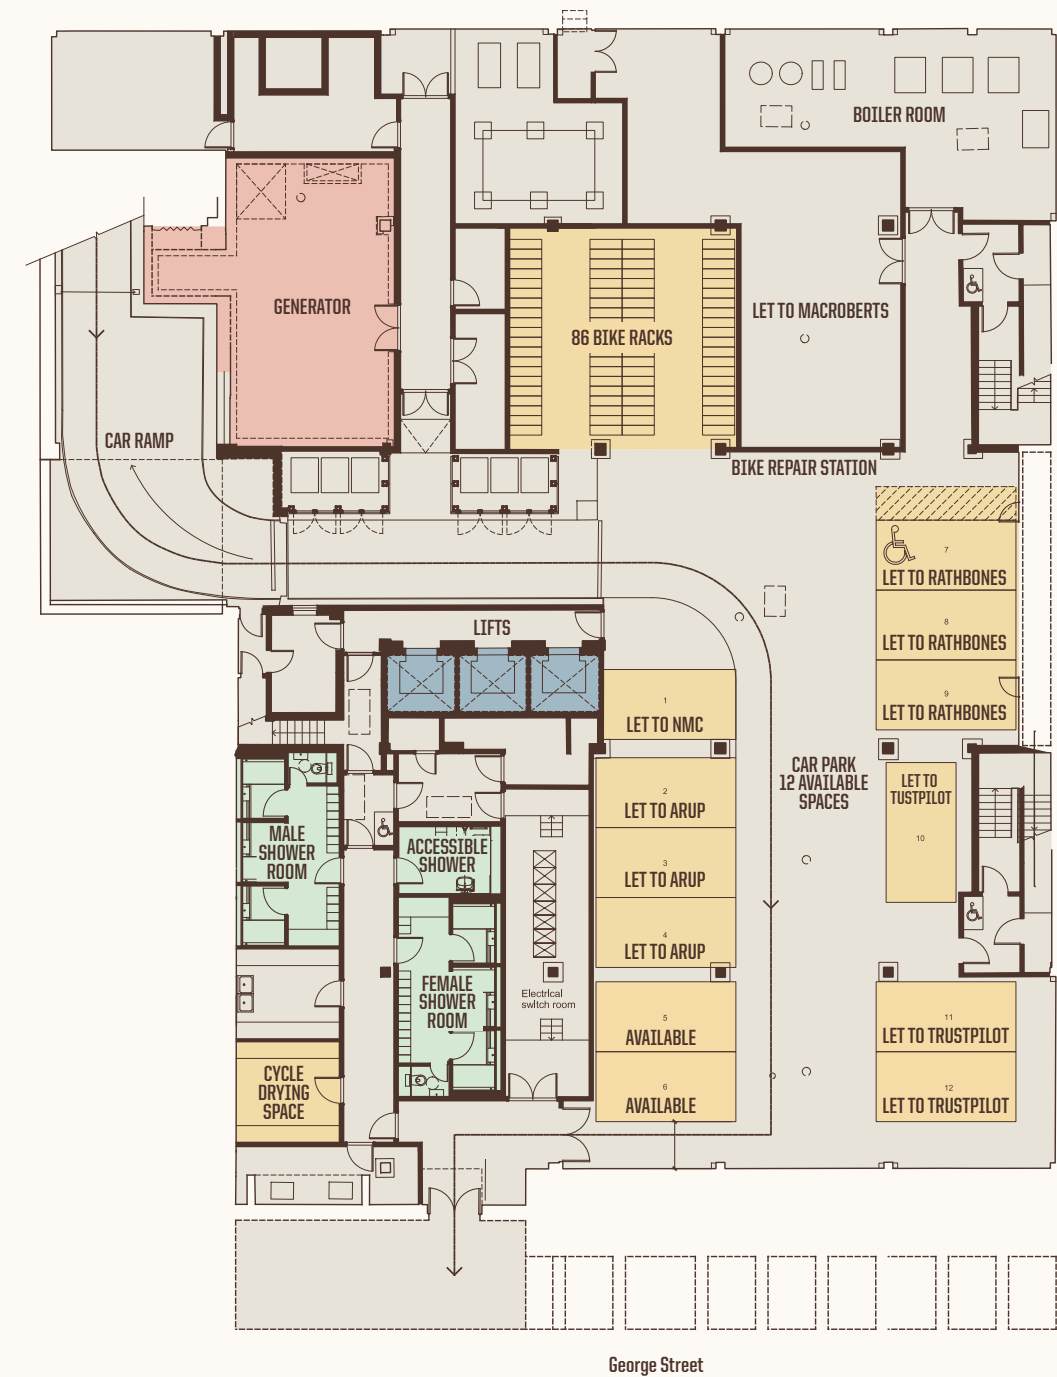 BOILER ROOM
GENERATOR
86 BIKE RACKS
LET TO MACROBERTS
CAR RAMP
BIKE REPAIR STATION
7
LET TO RATHBONES
8
LET TO RATHBONES
9
LET TO RATHBONES
LIFTS
1
LET TO NMC
CAR PARK
12 AVAILABLE
SPACES
2
LET TO ARUP
3
LET TO ARUP
4
LET TO ARUP
LET TO
TUSTPILOT
10
MALE
SHOWER
ROOM
ACCESSIBLE
SHOWER
FEMALE
SHOWER
ROOM
Electrical
switch room
5
AVAILABLE
6
AVAILABLE
11
LET TO TRUSTPILOT
12
LET TO TRUSTPILOT
CYCLE
DRYING
SPACE
George Street